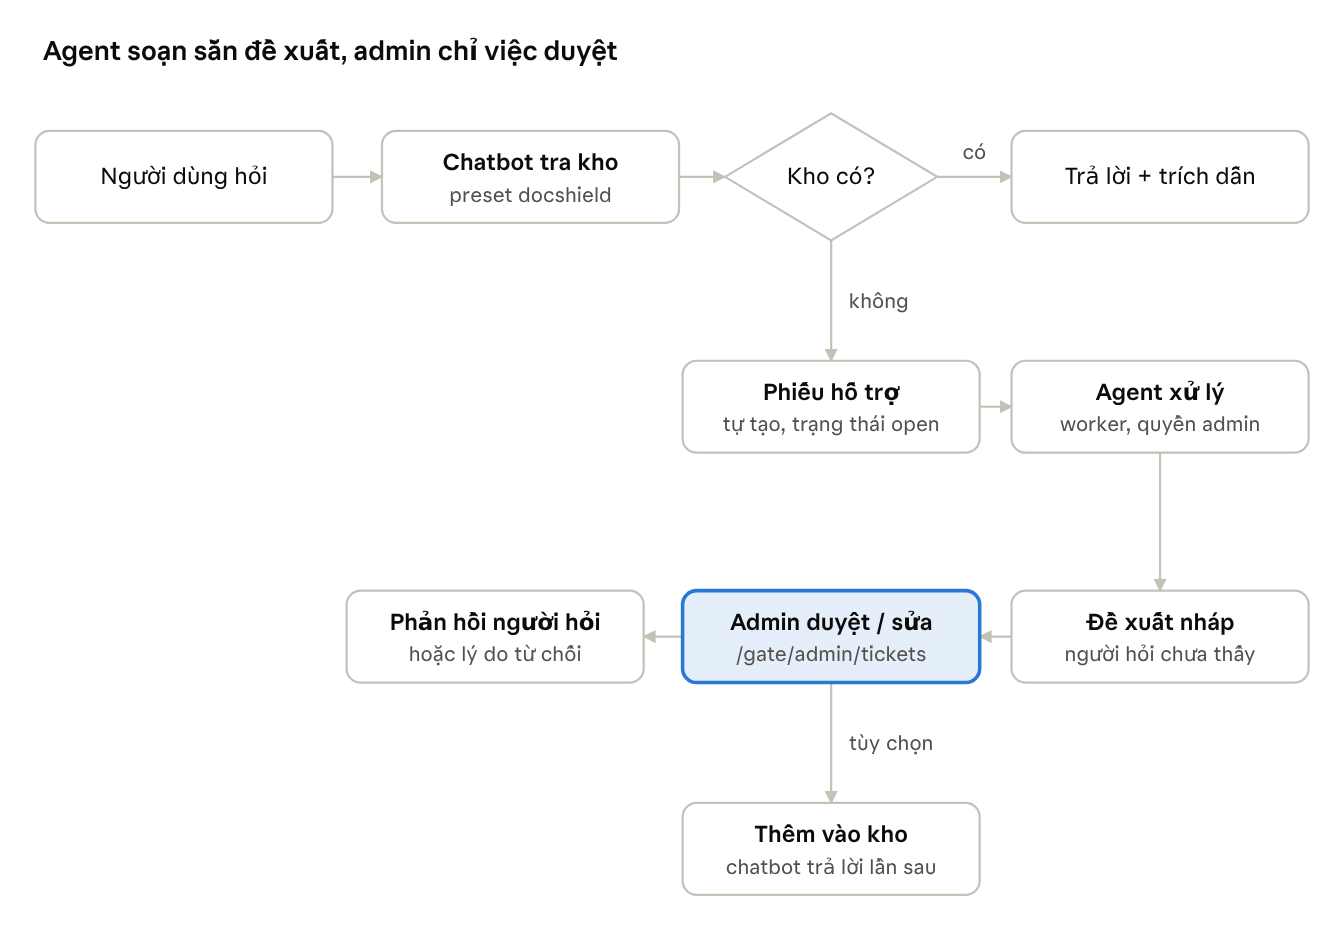 Agent soạn sẵn đề xuất, admin chỉ việc duyệt
Người dùng hỏi
Chatbot tra kho
preset docshield
Kho có?
có
Trả lời + trích dẫn
không
Phiếu hỗ trợ
tự tạo, trạng thái open
Agent xử lý
worker, quyền admin
Phản hồi người hỏi
hoặc lý do từ chối
Admin duyệt / sửa
/gate/admin/tickets
Đề xuất nháp
người hỏi chưa thấy
tùy chọn
Thêm vào kho
chatbot trả lời lần sau